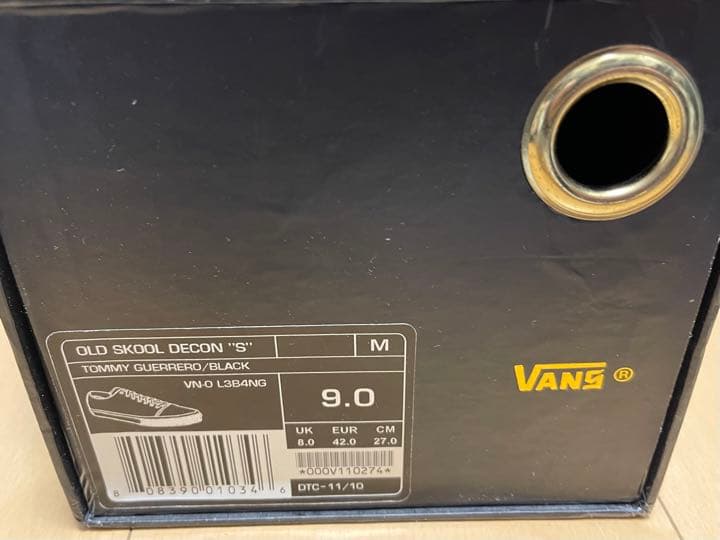 OLD SKOOL DECON "S" M
TOMMY GUERRERO/BLACK
VN-0 L3B4NG
9.0
UK EUR CM
8.0 42.0 27.0
*000V110274*
8 08390 01034 6
DTC-11/10
VANS ®